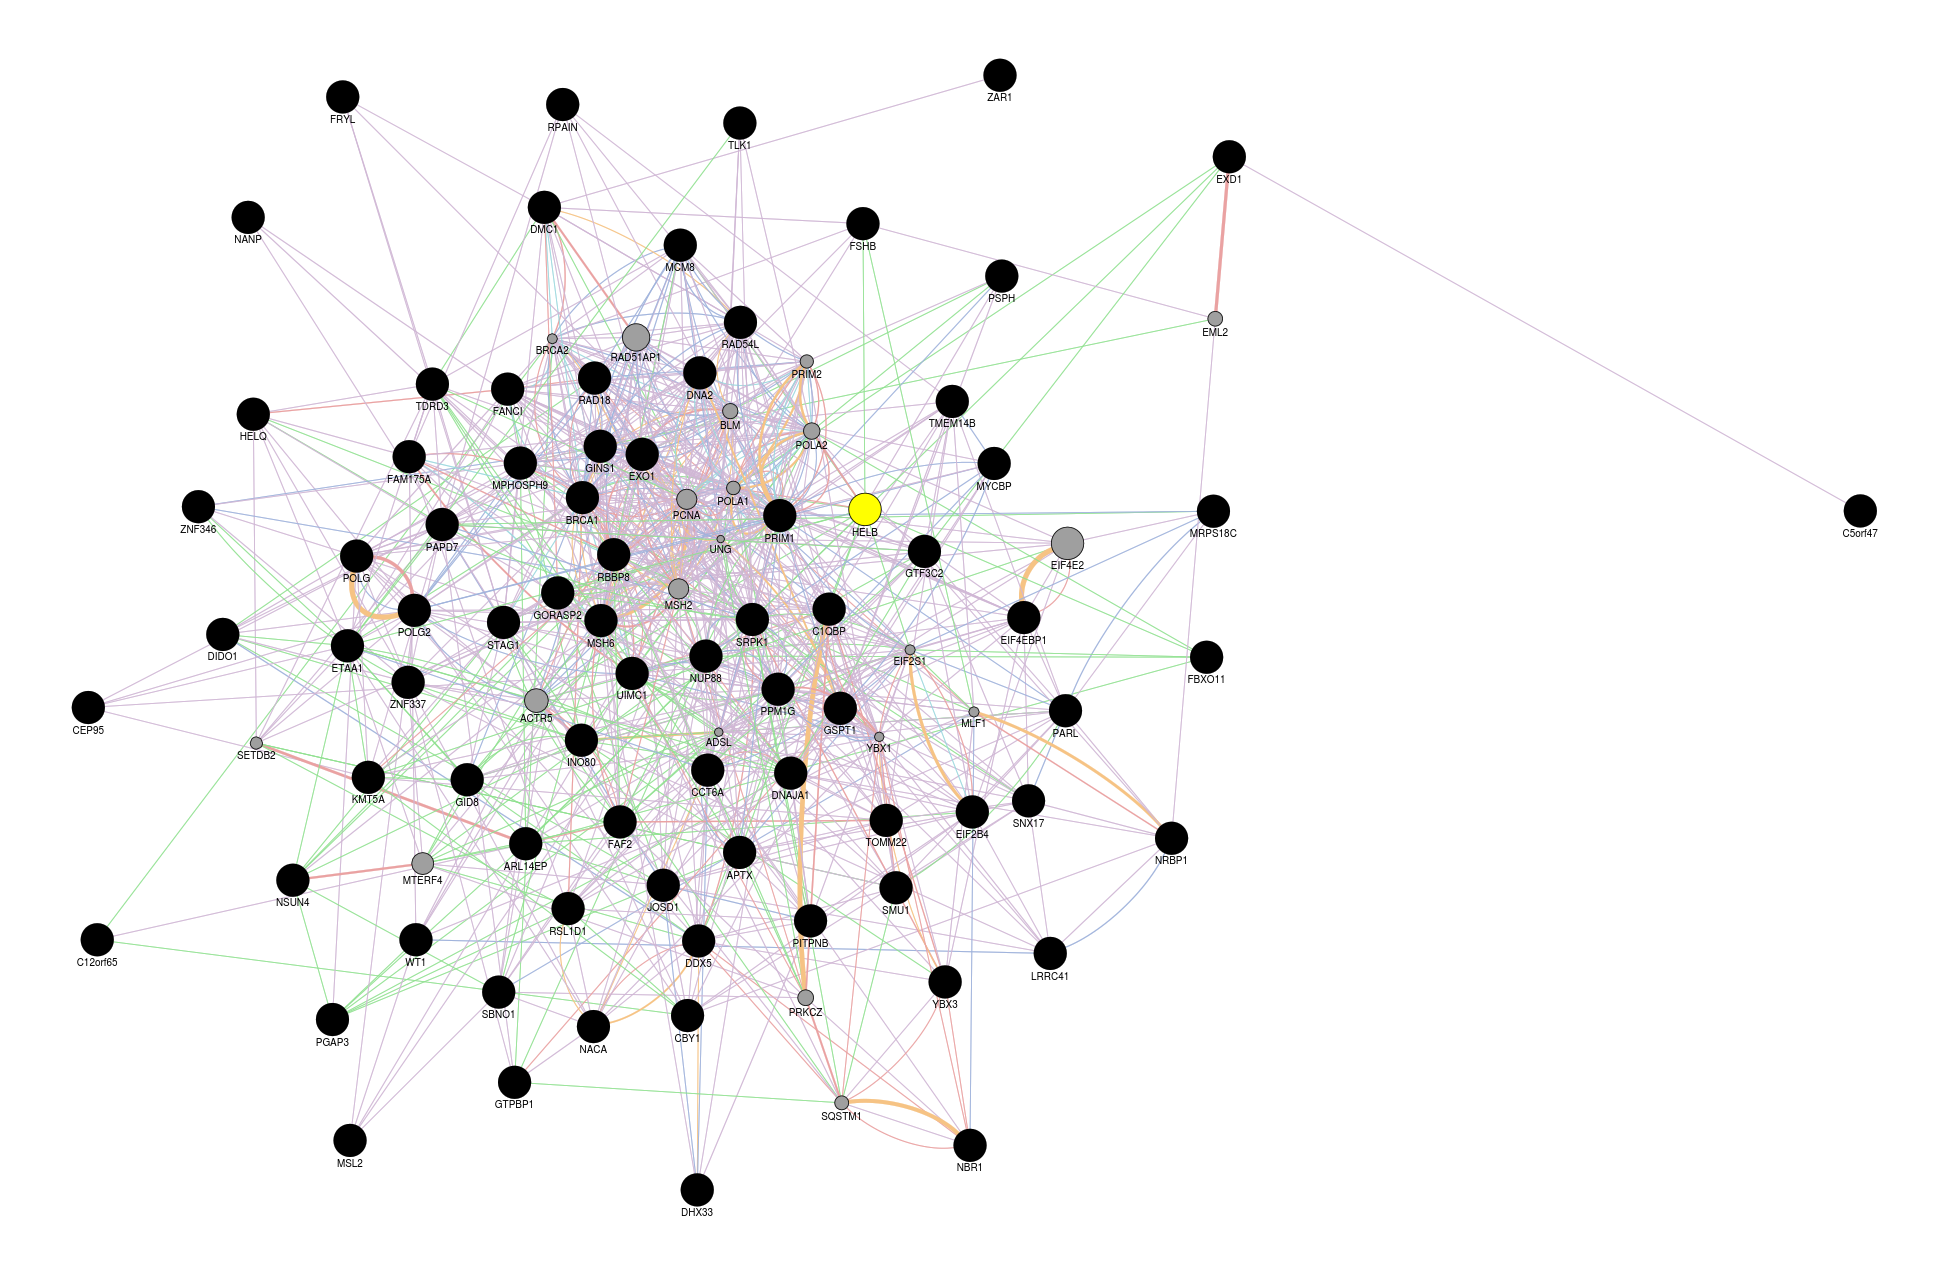 ZAR1
FRYL
RPAIN
TLK1
EXD1
NANP
DMC1
FSHB
MCM8
PSPH
EML2
BRCA2
RAD51AP1
RAD54L
PRIM2
TDRD3
FANCI
RAD18
DNA2
BLM
TMEM14B
HELQ
POLA2
FAM175A
MPHOSPH9
GINS1
EXO1
MYCBP
BRCA1
PCNA
POLA1
ZNF346
PAPD7
UNG
PRIM1
HELB
MRPS18C
C5orf47
POLG
RBBP8
GTF3C2
EIF4E2
POLG2
GORASP2
MSH2
STAG1
MSH6
SRPK1
C1QBP
EIF4EBP1
DIDO1
ETAA1
NUP88
EIF2S1
FBXO11
ZNF337
UIMC1
CEP95
ACTR5
PPM1G
GSPT1
MLF1
PARL
SETDB2
INO80
ADSL
YBX1
KMT5A
GID8
CCT6A
DNAJA1
SNX17
FAF2
TOMM22
EIF2B4
ARL14EP
NRBP1
MTERF4
APTX
NSUN4
JOSD1
SMU1
RSL1D1
PITPNB
C12orf65
WT1
DDX5
LRRC41
SBNO1
PRKCZ
YBX3
PGAP3
NACA
CBY1
GTPBP1
SQSTM1
MSL2
NBR1
DHX33